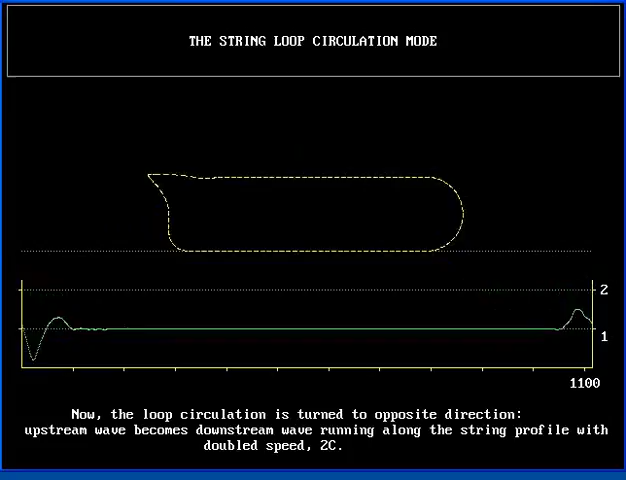 THE STRING LOOP CIRCULATION MODE
2
1
1100
Now, the loop circulation is turned to opposite direction:
upstream wave becomes downstream wave running along the string profile with
doubled speed, 2C.